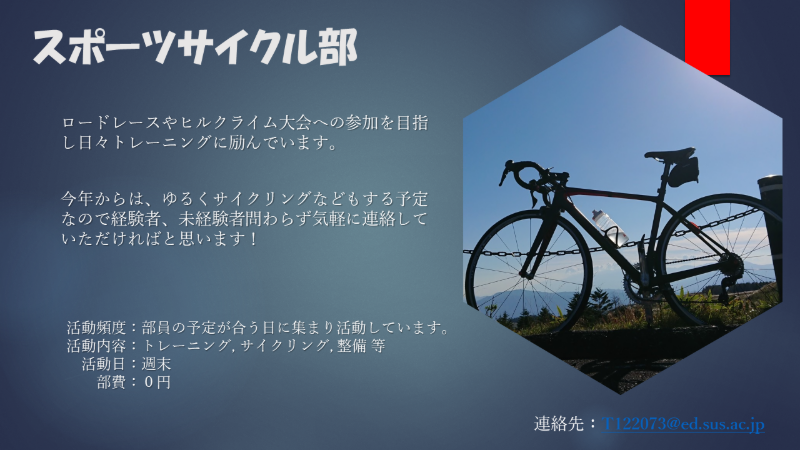 スポーツサイクル部
ロードレースやヒルクライム大会への参加を目指
し日々トレーニングに励んでいます。
今年からは、ゆるくサイクリングなどもする予定
なので経験者、未経験者問わらず気軽に連絡して
いただければと思います！
活動頻度：部員の予定が合う日に集まり活動しています。
活動内容：トレーニング, サイクリング, 整備 等
活動日：週末
部費：０円
連絡先：T122073@ed.sus.ac.jp